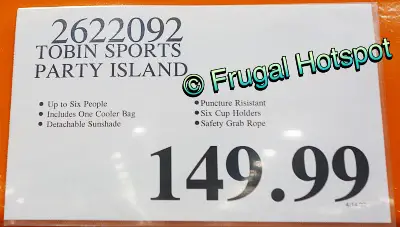 2622092
TOBIN SPORTS
PARTY ISLAND
© Frugal Hotspot
• Up to Six People
• Includes One Cooler Bag
• Detachable Sunshade
• Puncture Risistant
• Six Cup Holders
• Safety Grab Rope
149.99